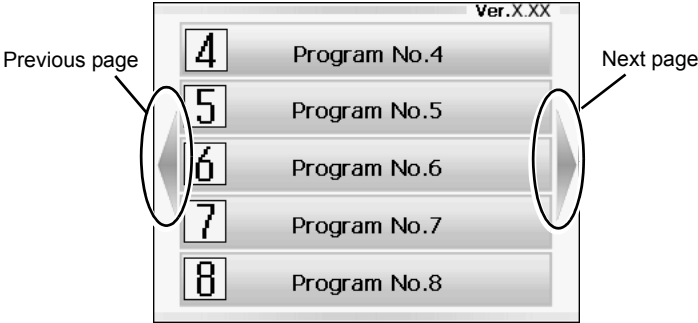 Ver.X.XX
Previous page
Next page
4 Program No.4
5 Program No.5
6 Program No.6
7 Program No.7
8 Program No.8